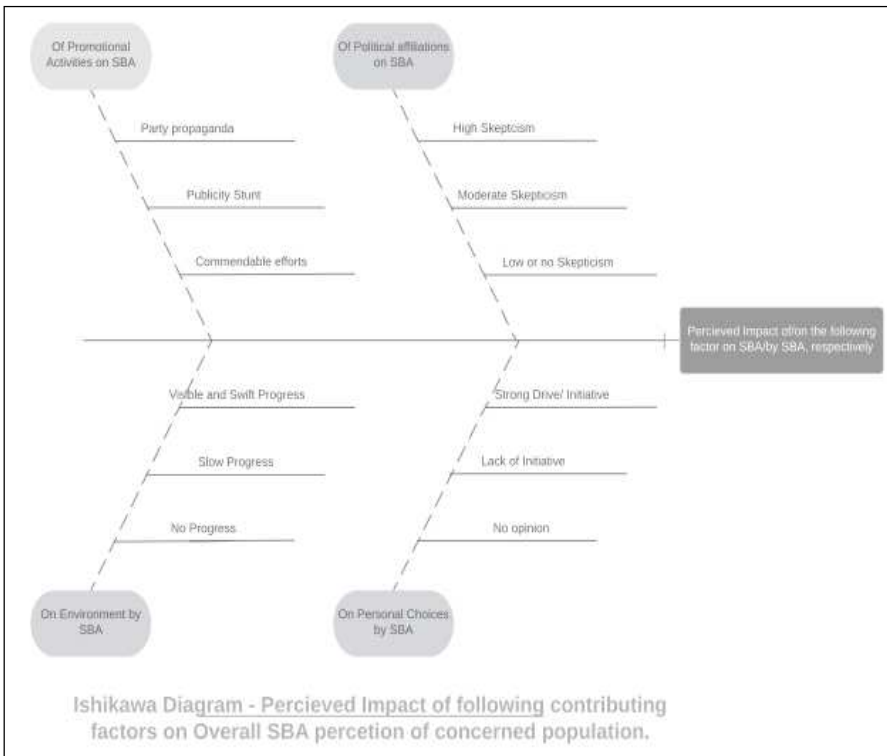 Of Promotional
Activities on SBA
Of Political affiliations
on SBA
Party propaganda
High Skeptcism
Publicity Stunt
Moderate Skepticism
Commendable efforts
Low or no Skepticism
Percieved Impact of/on the following
factor on SBA/by SBA, respectively
Visible and Swift Progress
Strong Drive/ Initiative
Slow Progress
Lack of Initiative
No Progress
No opinion
On Environment by
SBA
On Personal Choices
by SBA
Ishikawa Diagram - Percieved Impact of following contributing
factors on Overall SBA percetion of concerned population.